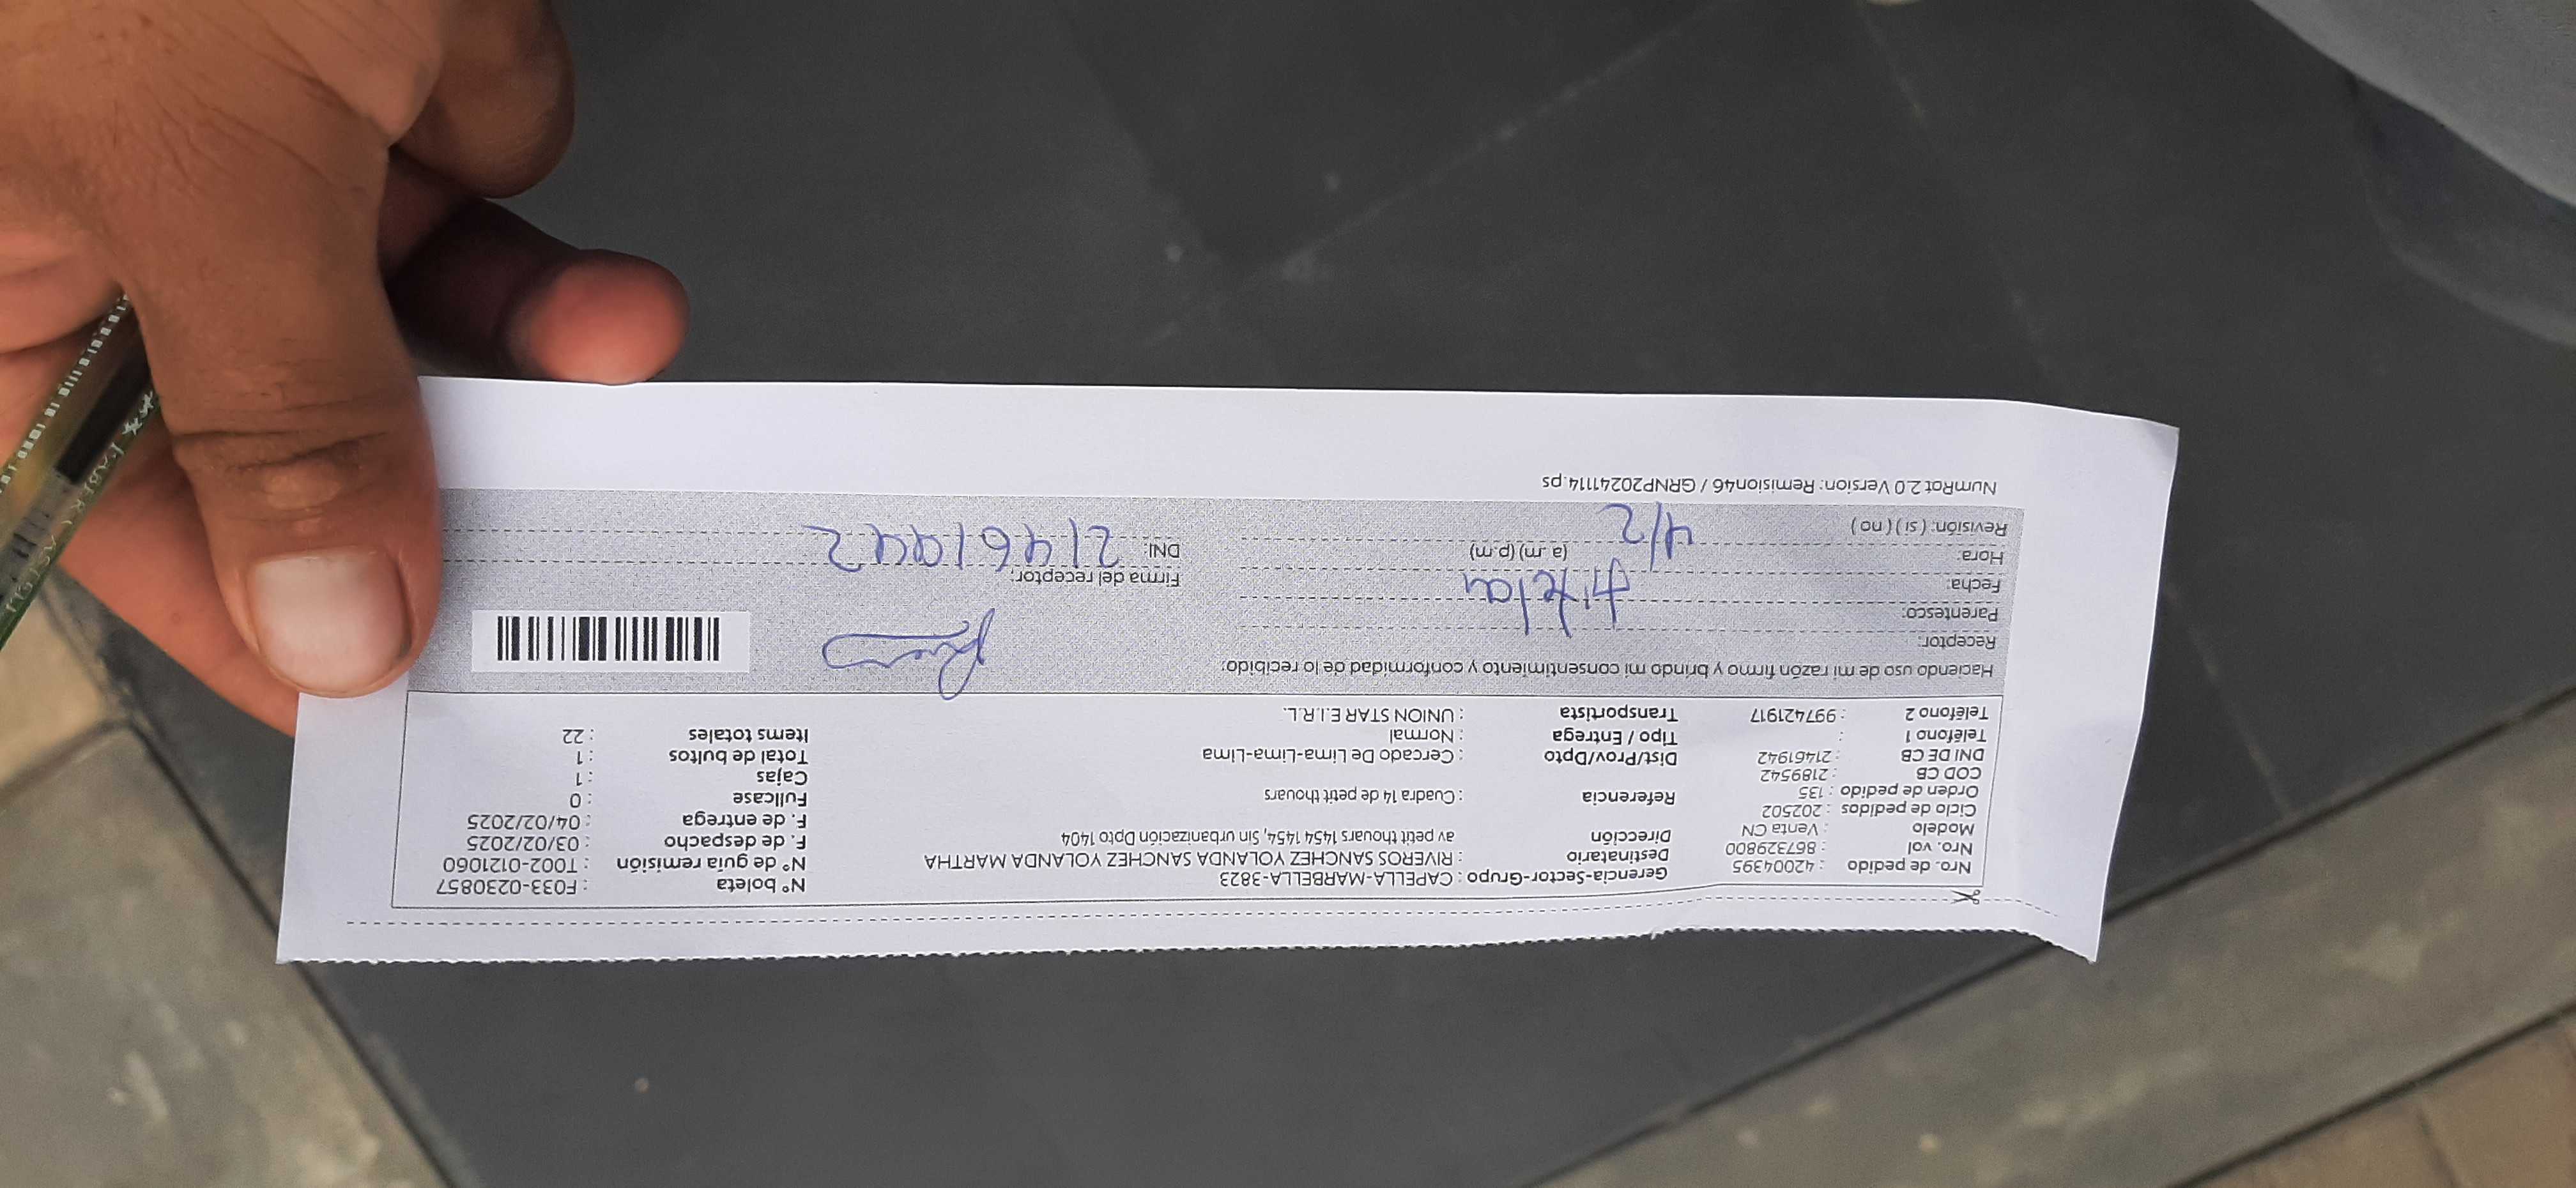 Nro. de pedido : 42004395 Gerencia-Sector-Grupo : CAPELLA-MARBELLA-3823 N° boleta : F033-0230857
Nro. vol : 867329800 Destinatario : RIVEROS SANCHEZ YOLANDA SANCHEZ YOLANDA MARTHA N° de guía remisión : T002-0121060
Modelo : Venta CN Dirección av petit thouars 1454 1454, Sin urbanización Dpto 1404 F. de despacho : 03/02/2025
Ciclo de pedidos : 202502 F. de entrega : 04/02/2025
Orden de pedido : 135 Referencia : Cuadra 14 de petit thouars Fullcase : 0
COD CB : 2189542 Cajas : 1
DNI DE CB : 21461942 Dist/Prov/Dpto : Cercado De Lima-Lima-Lima Total de bultos : 1
Teléfono 1 : Tipo / Entrega : Normal Items totales : 22
Teléfono 2 : 997421917 Transportista : UNION STAR E.I.R.L.
Haciendo uso de mi razón firmo y brindo mi consentimiento y conformidad de lo recibido:
Receptor:
Parentesco: titular
Fecha: Firma del receptor:
Hora: (a .m) (p.m) DNI: 21461942
Revisión: ( si ) ( no ) 4/2
NumRot 2.0 Version: Remision46 / GRNP20241114.ps
FABER CASTELL